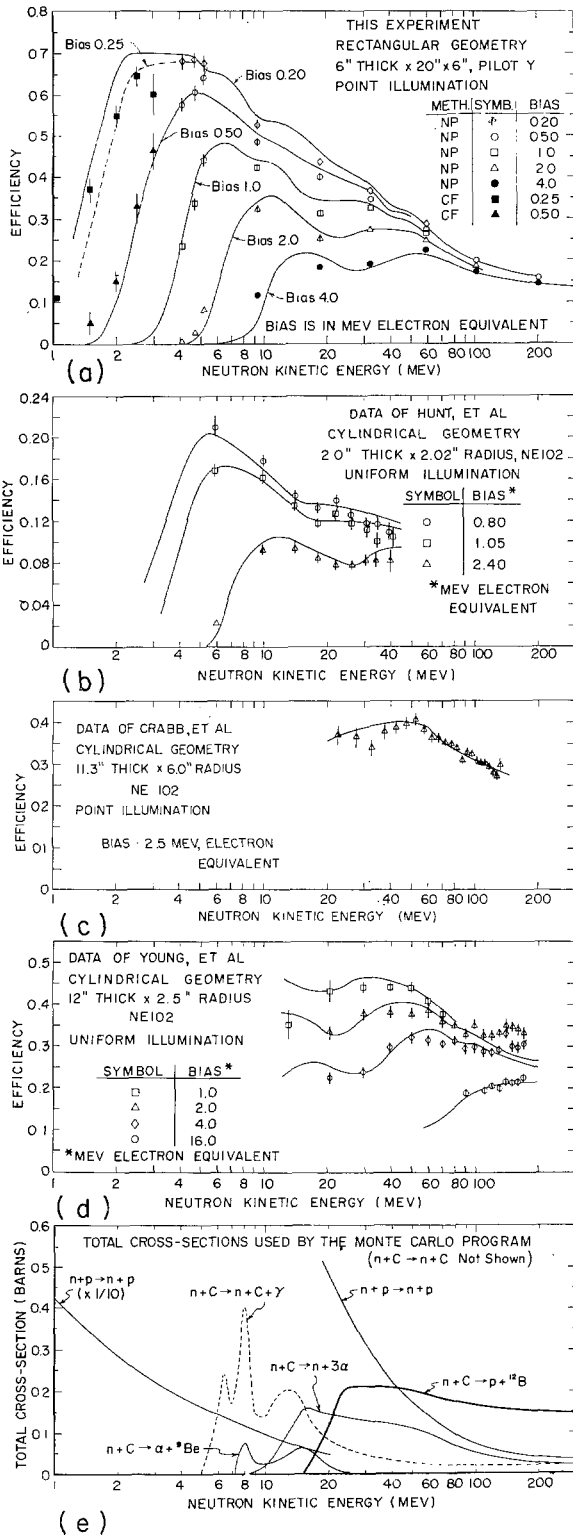 THIS EXPERIMENT
RECTANGULAR GEOMETRY
6" THICK x 20"x 6", PILOT Y
POINT ILLUMINATION
METH. SYMB. BIAS
NP 0.20
NP 0.50
NP 1.0
NP 2.0
NP 4.0
CF 0.25
CF 0.50
Bias 0.25
Bias 0.20
Bias 0.50
Bias 1.0
Bias 2.0
Bias 4.0
BIAS IS IN MEV ELECTRON EQUIVALENT
EFFICIENCY
0.8
0.7
0.6
0.5
0.4
0.3
0.2
0.1
0
1 2 4 6 8 10 20 40 60 80 100 200
NEUTRON KINETIC ENERGY (MEV)
(a)
DATA OF HUNT, ET AL
CYLINDRICAL GEOMETRY
2.0" THICK x 2.02" RADIUS, NE102
UNIFORM ILLUMINATION
SYMBOL BIAS*
0.80
1.05
2.40
*MEV ELECTRON
EQUIVALENT
EFFICIENCY
0.24
0.20
0.16
0.12
0.08
0.04
0
2 4 6 8 10 20 40 60 80 100 200
NEUTRON KINETIC ENERGY (MEV)
(b)
DATA OF CRABB, ET AL
CYLINDRICAL GEOMETRY
11.3" THICK x 6.0" RADIUS
NE 102
POINT ILLUMINATION
BIAS · 2.5 MEV, ELECTRON
EQUIVALENT
EFFICIENCY
0.4
0.3
0.2
0.1
0
1 2 4 6 8 10 20 40 60 80 100 200
NEUTRON KINETIC ENERGY (MEV)
(c)
DATA OF YOUNG, ET AL
CYLINDRICAL GEOMETRY
12" THICK x 2.5" RADIUS
NE102
UNIFORM ILLUMINATION
SYMBOL BIAS*
1.0
2.0
4.0
16.0
*MEV ELECTRON EQUIVALENT
EFFICIENCY
0.5
0.4
0.3
0.2
0.1
0
1 2 4 6 8 10 20 40 60 80 100 200
NEUTRON KINETIC ENERGY (MEV)
(d)
TOTAL CROSS-SECTIONS USED BY THE MONTE CARLO PROGRAM
(n+C→n+C Not Shown)
n+p→n+p
(x 1/10)
n+C→n+C+γ
n+p→n+p
n+C→n+3α
n+C→p+¹²B
n+C→α+⁹Be
TOTAL CROSS-SECTION (BARNS)
0.6
0.5
0.4
0.3
0.2
0.1
0
1 2 4 6 8 10 20 40 60 80 100 200
NEUTRON KINETIC ENERGY (MEV)
(e)